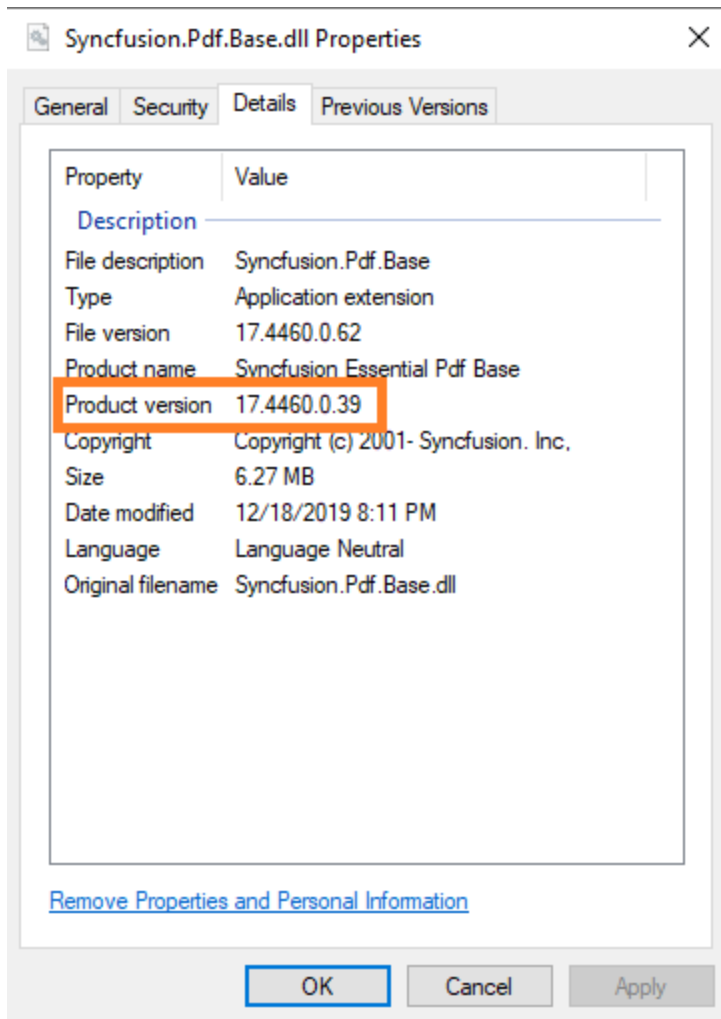 Syncfusion.Pdf.Base.dll Properties
General Security Details Previous Versions
Property Value
Description
File description Syncfusion.Pdf.Base
Type Application extension
File version 17.4460.0.62
Product name Syncfusion Essential Pdf Base
Product version 17.4460.0.39
Copyright Copyright (c) 2001- Syncfusion. Inc,
Size 6.27 MB
Date modified 12/18/2019 8:11 PM
Language Language Neutral
Original filename Syncfusion.Pdf.Base.dll
Remove Properties and Personal Information
OK Cancel Apply